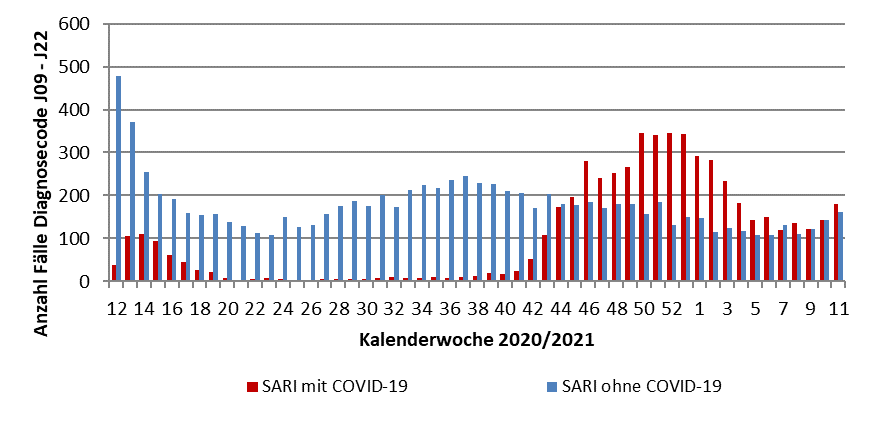 600
500
400
300
200
100
0
Anzahl Fälle Diagnosecode J09 - J22
12 14 16 18 20 22 24 26 28 30 32 34 36 38 40 42 44 46 48 50 52 1 3 5 7 9 11
Kalenderwoche 2020/2021
SARI mit COVID-19 SARI ohne COVID-19